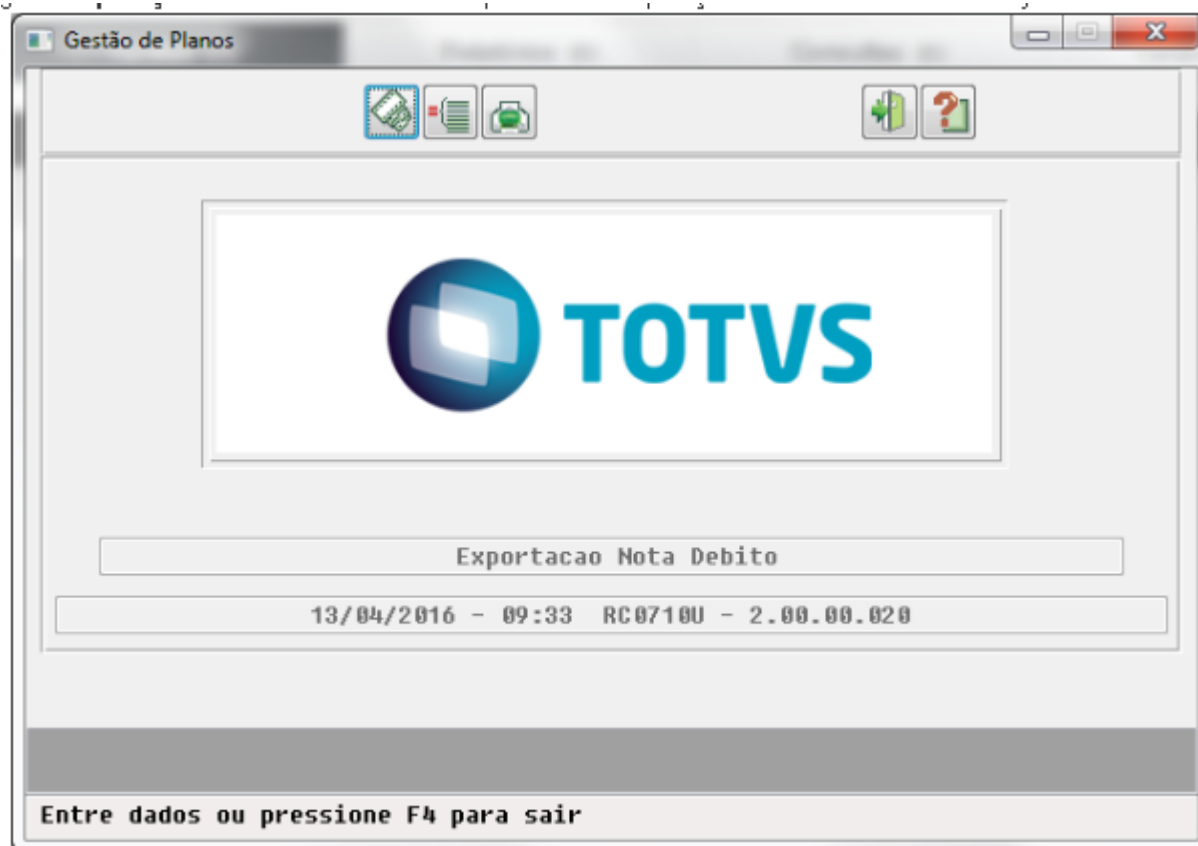 Gestão de Planos
TOTVS
Exportacao Nota Debito
13/04/2016 - 09:33 RC0710U - 2.00.00.020
Entre dados ou pressione F4 para sair